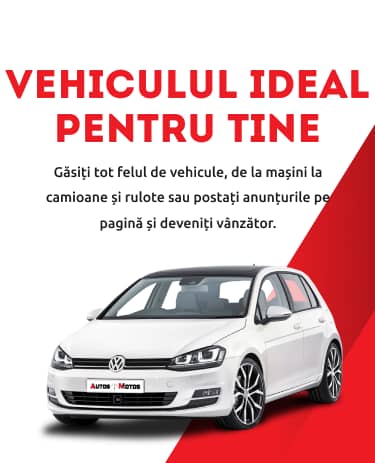 VEHICULUL IDEAL
PENTRU TINE
Găsiți tot felul de vehicule, de la mașini la
camioane și rulote sau postați anunțurile pe
pagină și deveniți vânzător.
AUTOS MOTOS